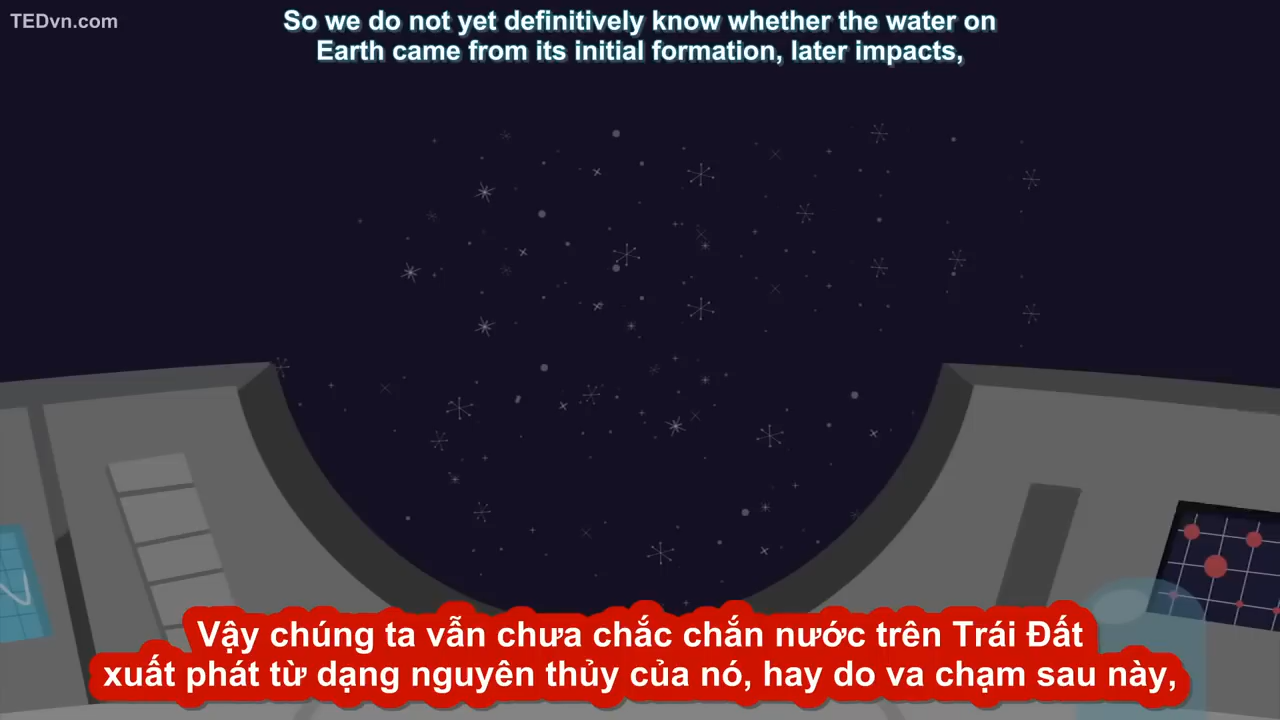 TEDvn.com
So we do not yet definitively know whether the water on
Earth came from its initial formation, later impacts,
Vậy chúng ta vẫn chưa chắc chắn nước trên Trái Đất
xuất phát từ dạng nguyên thủy của nó, hay do va chạm sau này,